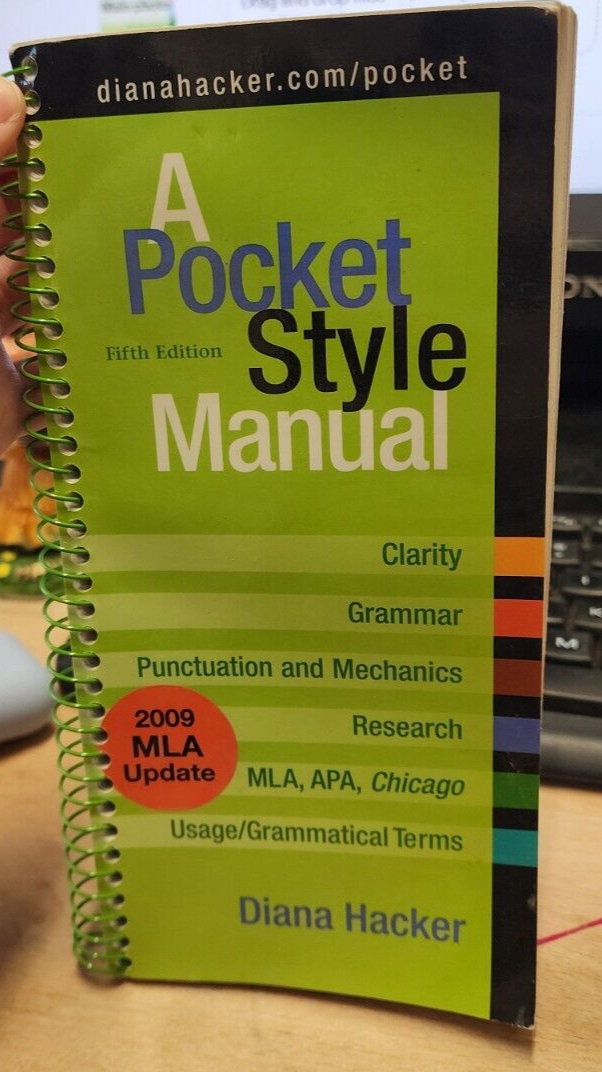 dianahacker.com/pocket
A
Pocket
Fifth Edition
Style
Manual
Clarity
Grammar
Punctuation and Mechanics
2009
MLA
Update
Research
MLA, APA, Chicago
Usage/Grammatical Terms
Diana Hacker
M